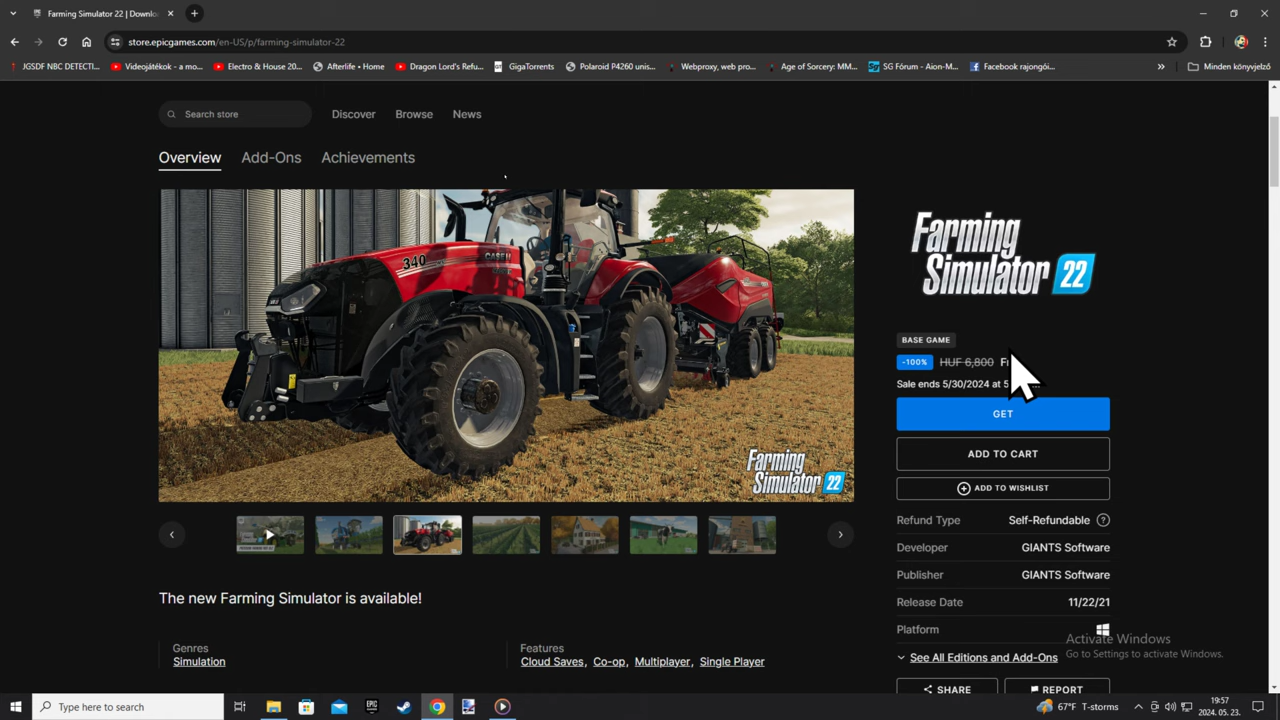 Farming Simulator 22 | Downlo
store.epicgames.com/en-US/p/farming-simulator-22
JGSDF NBC DETECTI...
Videojátékok - a mo...
Electro & House 20...
Afterlife • Home
Dragon Lord's Refu...
GT
GigaTorrents
Polaroid P4260 unis...
Webproxy, web pro...
Age of Sorcery: MM...
SG Fórum - Aion-M...
Facebook rajongói...
»
Minden könyvjelző
Search store
Discover
Browse
News
Overview
Add-Ons
Achievements
340
CASE IH
Farming
Simulator 22
Farming
Simulator 22
BASE GAME
-100%
HUF 6,800
Sale ends 5/30/2024 at 5
GET
ADD TO CART
ADD TO WISHLIST
Refund Type
Self-Refundable
Developer
GIANTS Software
Publisher
GIANTS Software
Release Date
11/22/21
Platform
See All Editions and Add-Ons
SHARE
REPORT
The new Farming Simulator is available!
Genres
Simulation
Features
Cloud Saves, Co-op, Multiplayer, Single Player
Activate Windows
Go to Settings to activate Windows.
Type here to search
EPIC
GAMES
67°F T-storms
19:57
2024. 05. 23.